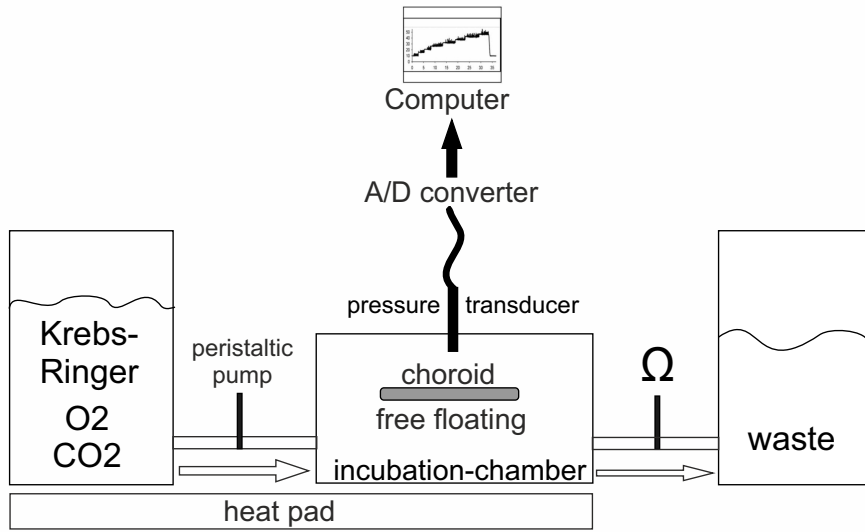 Computer
A/D converter
pressure transducer
Krebs-
Ringer
O2
CO2
peristaltic
pump
choroid
free floating
incubation-chamber
Ω
waste
heat pad